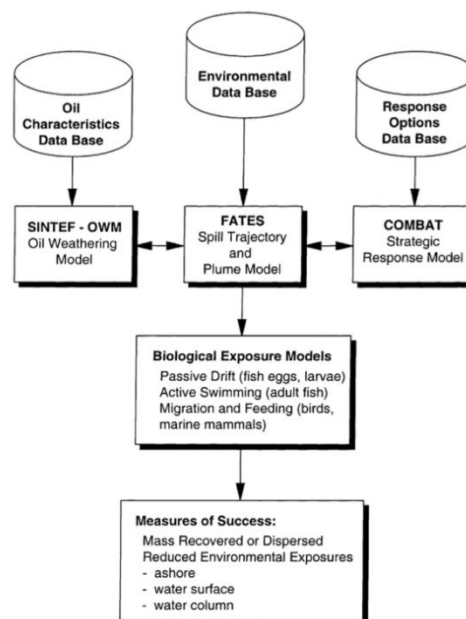 Oil
Characteristics
Data Base
Environmental
Data Base
Response
Options
Data Base
SINTEF - OWM
Oil Weathering
Model
FATES
Spill Trajectory
and
Plume Model
COMBAT
Strategic
Response Model
Biological Exposure Models
Passive Drift (fish eggs, larvae)
Active Swimming (adult fish)
Migration and Feeding (birds,
marine mammals)
Measures of Success:
Mass Recovered or Dispersed
Reduced Environmental Exposures
- ashore
- water surface
- water column